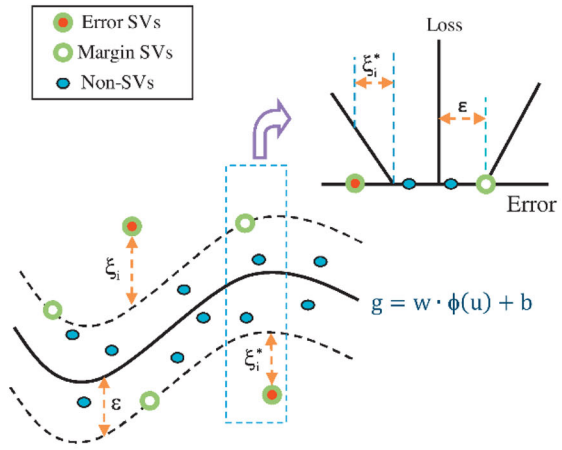 Error SVs
Margin SVs
Non-SVs
Loss
ξᵢ*
ε
Error
ξᵢ
g = w · ϕ(u) + b
ξᵢ*
ε